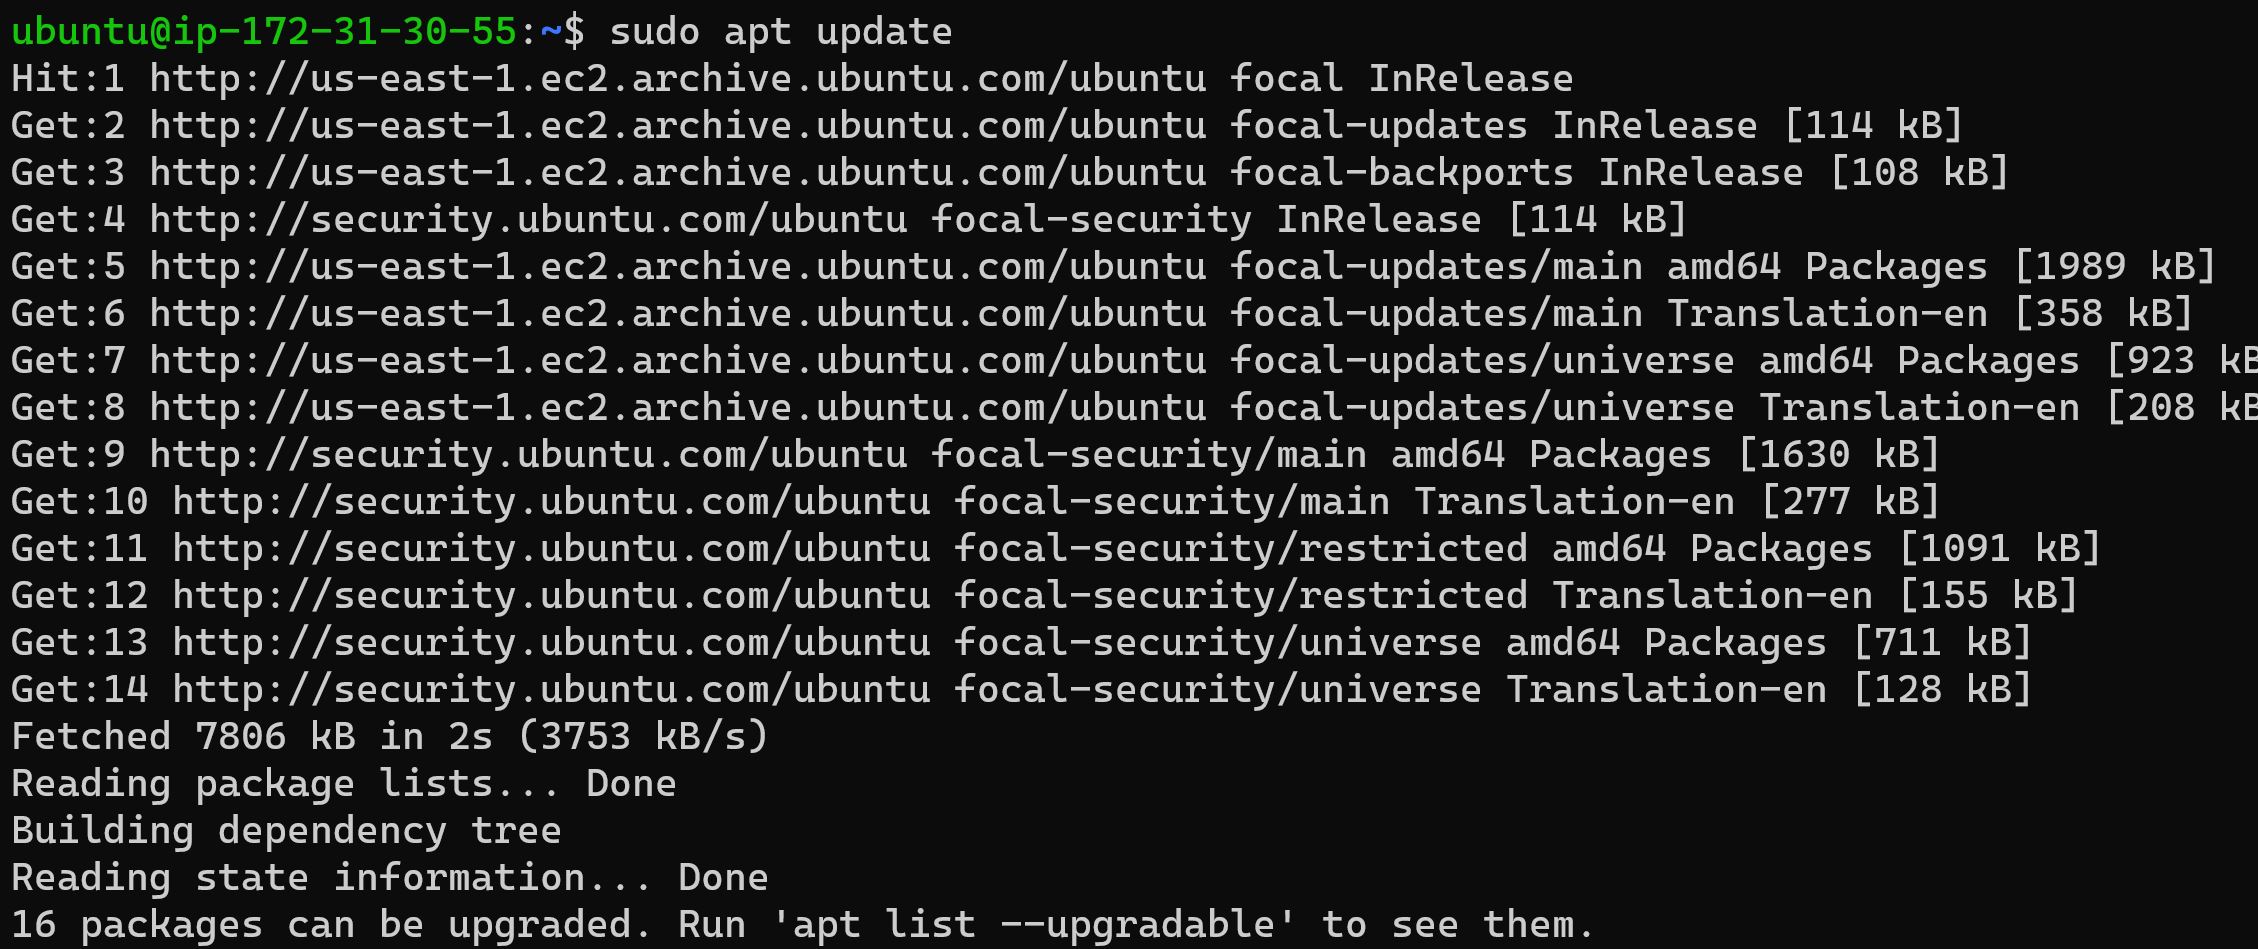 ubuntu@ip-172-31-30-55:~$ sudo apt update
Hit:1 http://us-east-1.ec2.archive.ubuntu.com/ubuntu focal InRelease
Get:2 http://us-east-1.ec2.archive.ubuntu.com/ubuntu focal-updates InRelease [114 kB]
Get:3 http://us-east-1.ec2.archive.ubuntu.com/ubuntu focal-backports InRelease [108 kB]
Get:4 http://security.ubuntu.com/ubuntu focal-security InRelease [114 kB]
Get:5 http://us-east-1.ec2.archive.ubuntu.com/ubuntu focal-updates/main amd64 Packages [1989 kB]
Get:6 http://us-east-1.ec2.archive.ubuntu.com/ubuntu focal-updates/main Translation-en [358 kB]
Get:7 http://us-east-1.ec2.archive.ubuntu.com/ubuntu focal-updates/universe amd64 Packages [923 kB
Get:8 http://us-east-1.ec2.archive.ubuntu.com/ubuntu focal-updates/universe Translation-en [208 kB
Get:9 http://security.ubuntu.com/ubuntu focal-security/main amd64 Packages [1630 kB]
Get:10 http://security.ubuntu.com/ubuntu focal-security/main Translation-en [277 kB]
Get:11 http://security.ubuntu.com/ubuntu focal-security/restricted amd64 Packages [1091 kB]
Get:12 http://security.ubuntu.com/ubuntu focal-security/restricted Translation-en [155 kB]
Get:13 http://security.ubuntu.com/ubuntu focal-security/universe amd64 Packages [711 kB]
Get:14 http://security.ubuntu.com/ubuntu focal-security/universe Translation-en [128 kB]
Fetched 7806 kB in 2s (3753 kB/s)
Reading package lists... Done
Building dependency tree
Reading state information... Done
16 packages can be upgraded. Run 'apt list --upgradable' to see them.